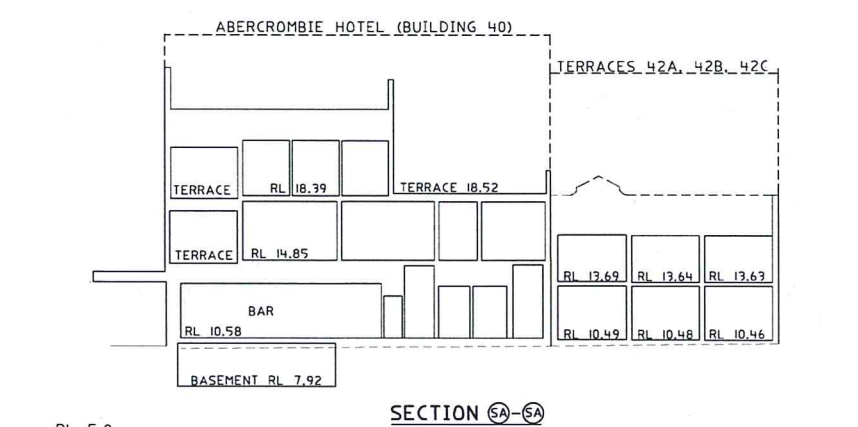 ABERCROMBIE HOTEL (BUILDING 40)
TERRACES 42A, 42B, 42C
TERRACE
RL 18.39
TERRACE 18.52
TERRACE
RL 14.85
RL 13.69
RL 13.64
RL 13.63
BAR
RL 10.58
RL 10.49
RL 10.48
RL 10.46
BASEMENT RL 7.92
SECTION SA-SA